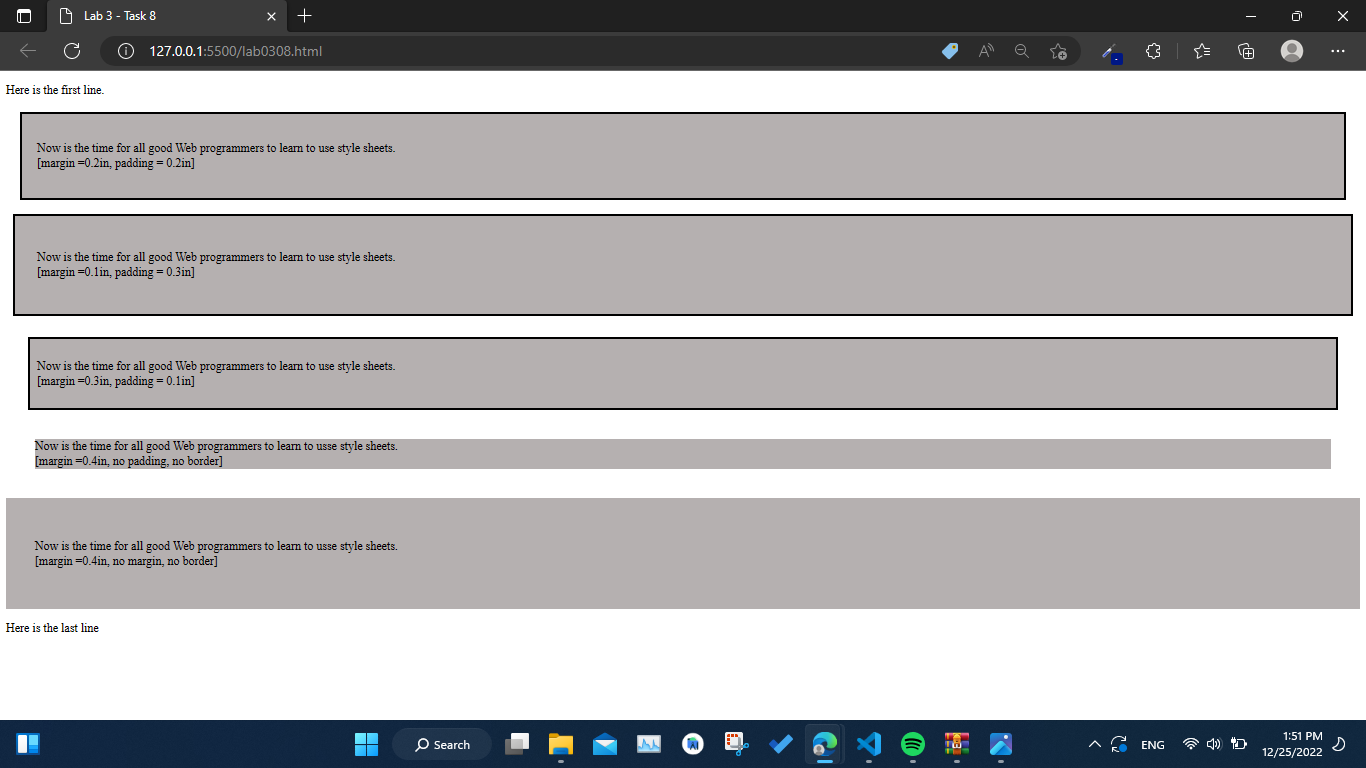 Lab 3 - Task 8
127.0.0.1:5500/lab0308.html
Here is the first line.
Now is the time for all good Web programmers to learn to use style sheets.
[margin =0.2in, padding = 0.2in]
Now is the time for all good Web programmers to learn to use style sheets.
[margin =0.1in, padding = 0.3in]
Now is the time for all good Web programmers to learn to use style sheets.
[margin =0.3in, padding = 0.1in]
Now is the time for all good Web programmers to learn to usse style sheets.
[margin =0.4in, no padding, no border]
Now is the time for all good Web programmers to learn to usse style sheets.
[margin =0.4in, no margin, no border]
Here is the last line
Search
ENG
1:51 PM
12/25/2022